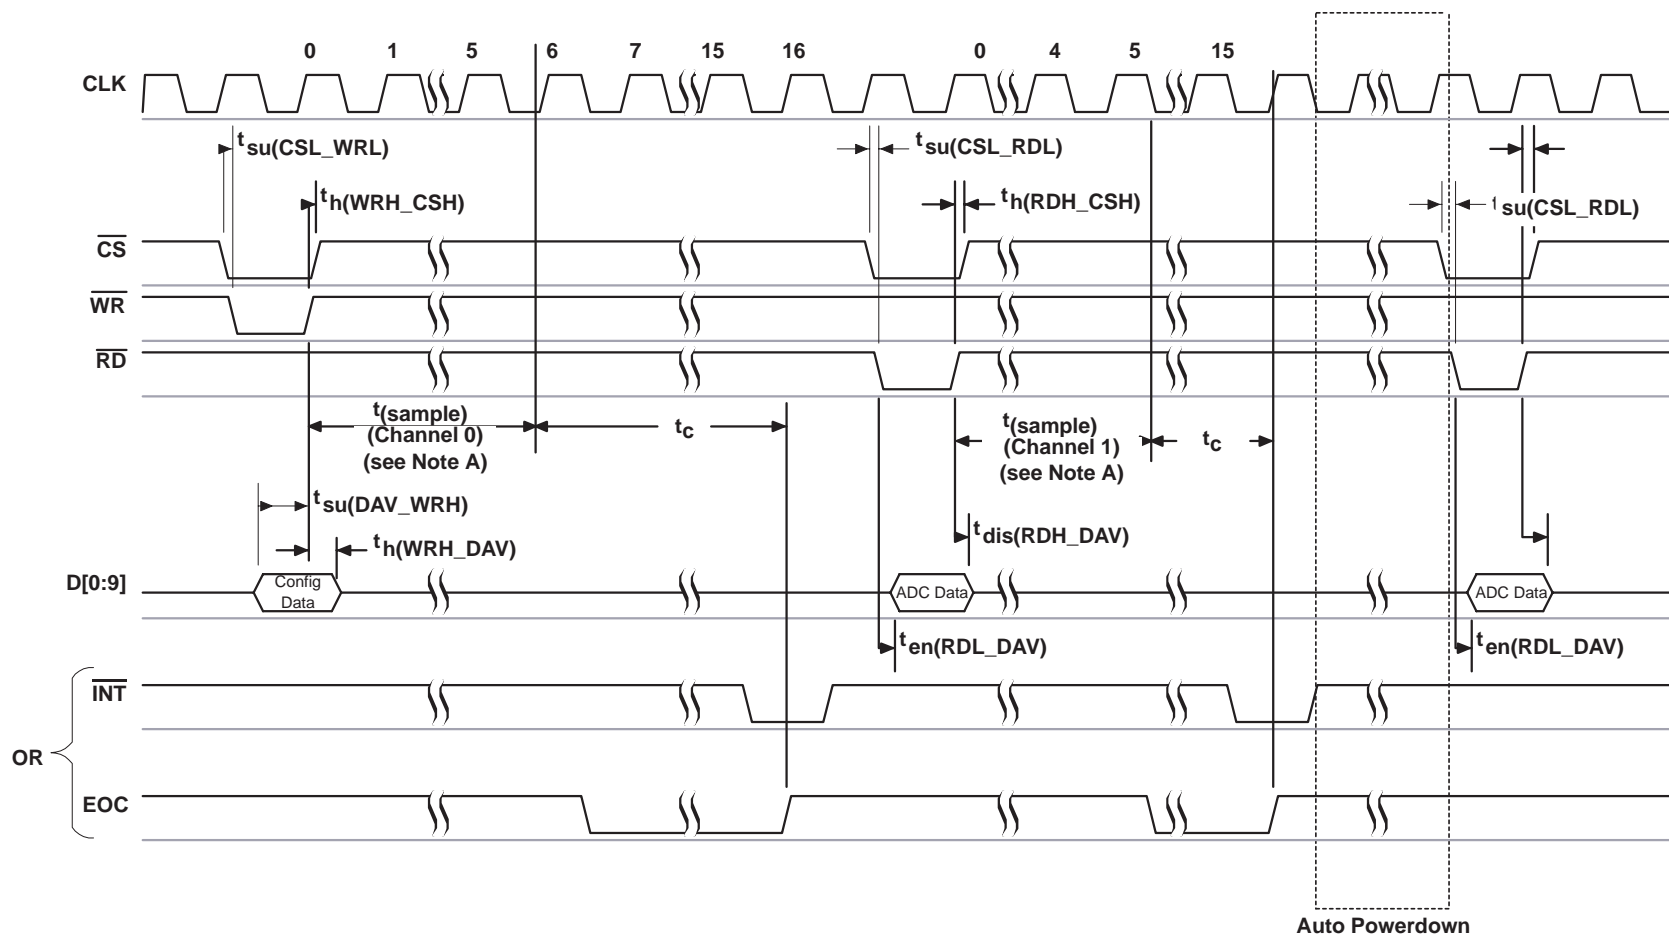 0 1 5 6 7 15 16 0 4 5 15
CLK
tsu(CSL_WRL)
tsu(CSL_RDL)
th(WRH_CSH)
th(RDH_CSH)
tsu(CSL_RDL)
CS
WR
RD
t(sample)
(Channel 0)
(see Note A)
tc
t(sample)
(Channel 1)
(see Note A)
tc
tsu(DAV_WRH)
th(WRH_DAV)
tdis(RDH_DAV)
D[0:9]
Config
Data
ADC Data
ADC Data
ten(RDL_DAV)
ten(RDL_DAV)
INT
OR
EOC
Auto Powerdown